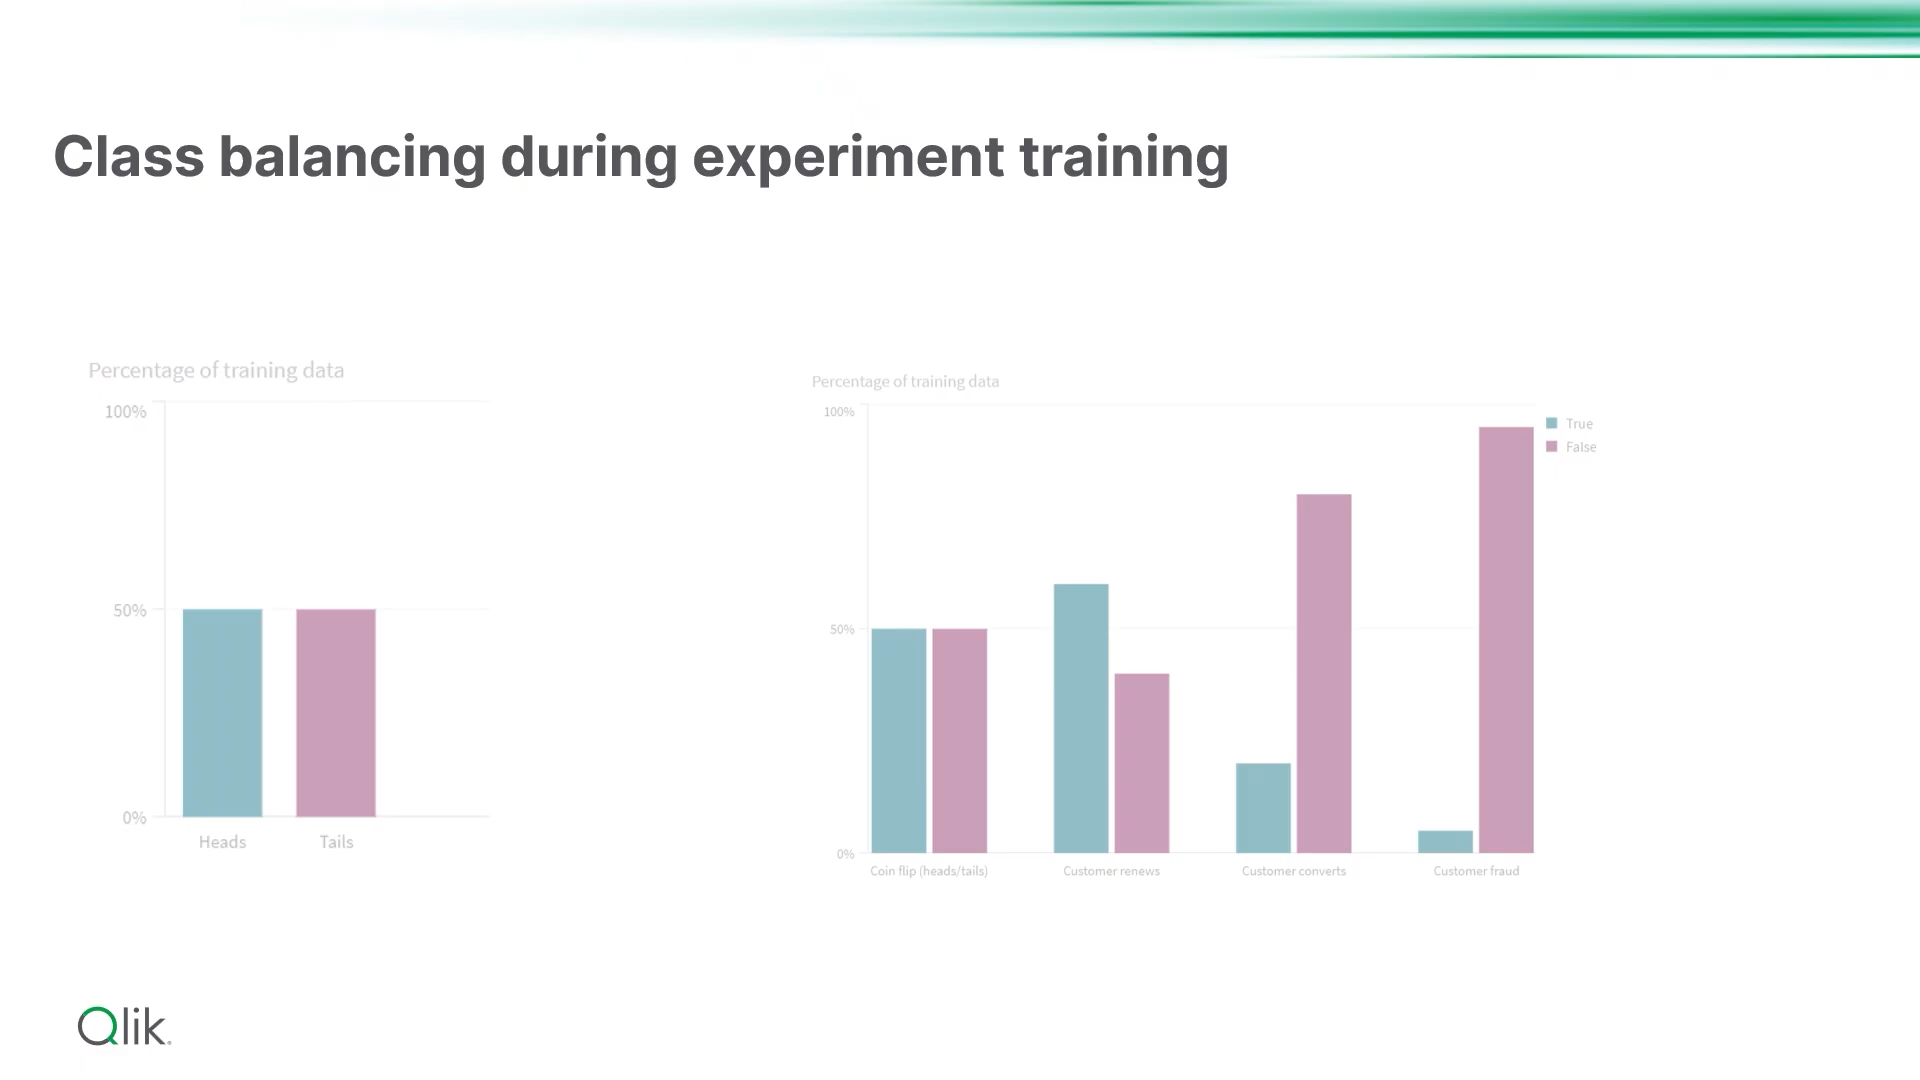 Class balancing during experiment training
Percentage of training data
100%
50%
0%
Heads Tails
Percentage of training data
100%
50%
0%
True
False
Coin flip (heads/tails) Customer renews Customer converts Customer fraud
Qlik